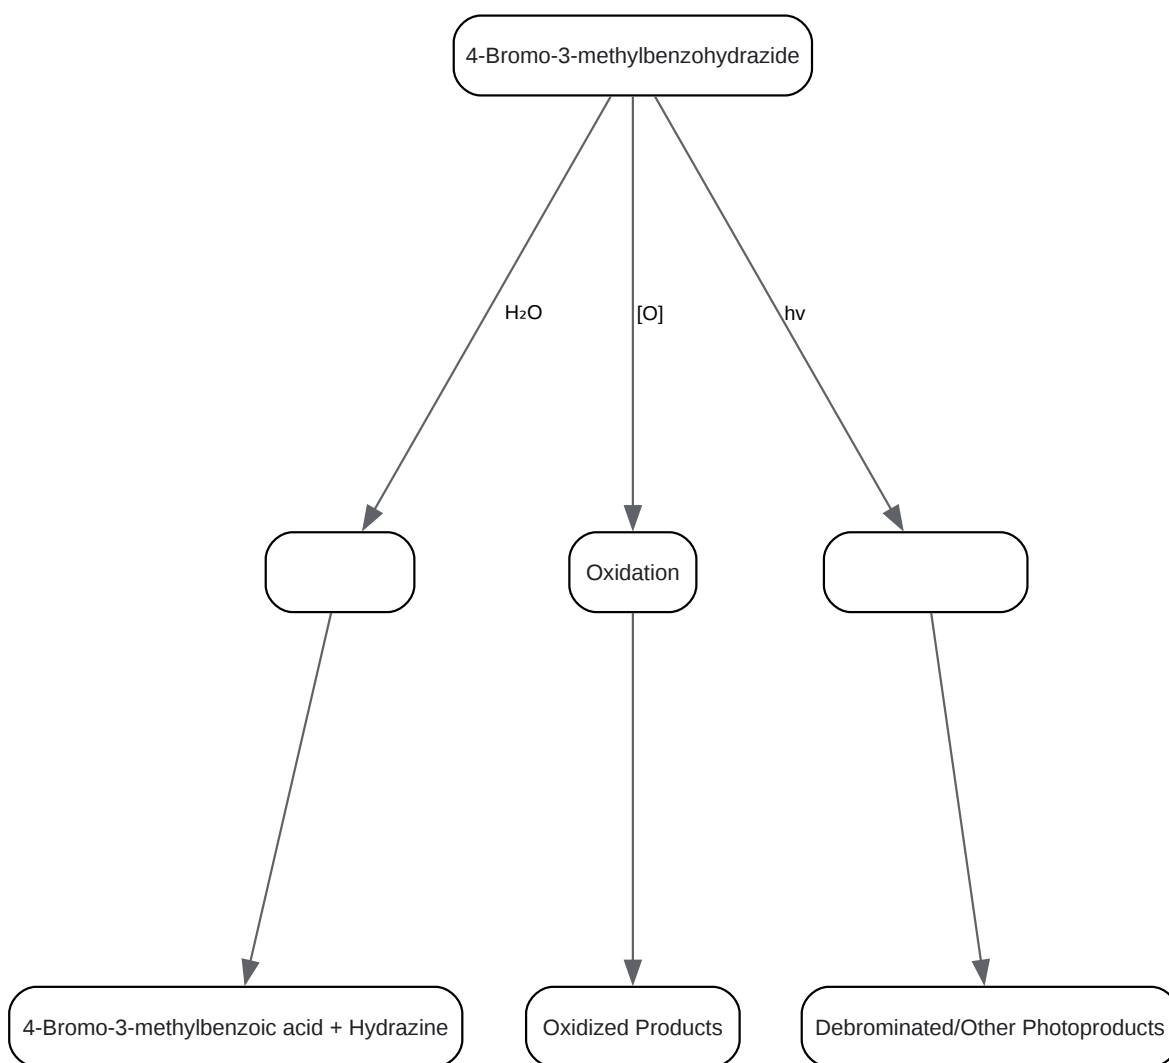 4-Bromo-3-methylbenzohydrazide
H₂O
[O]
hv
Oxidation
4-Bromo-3-methylbenzoic acid + Hydrazine
Oxidized Products
Debrominated/Other Photoproducts